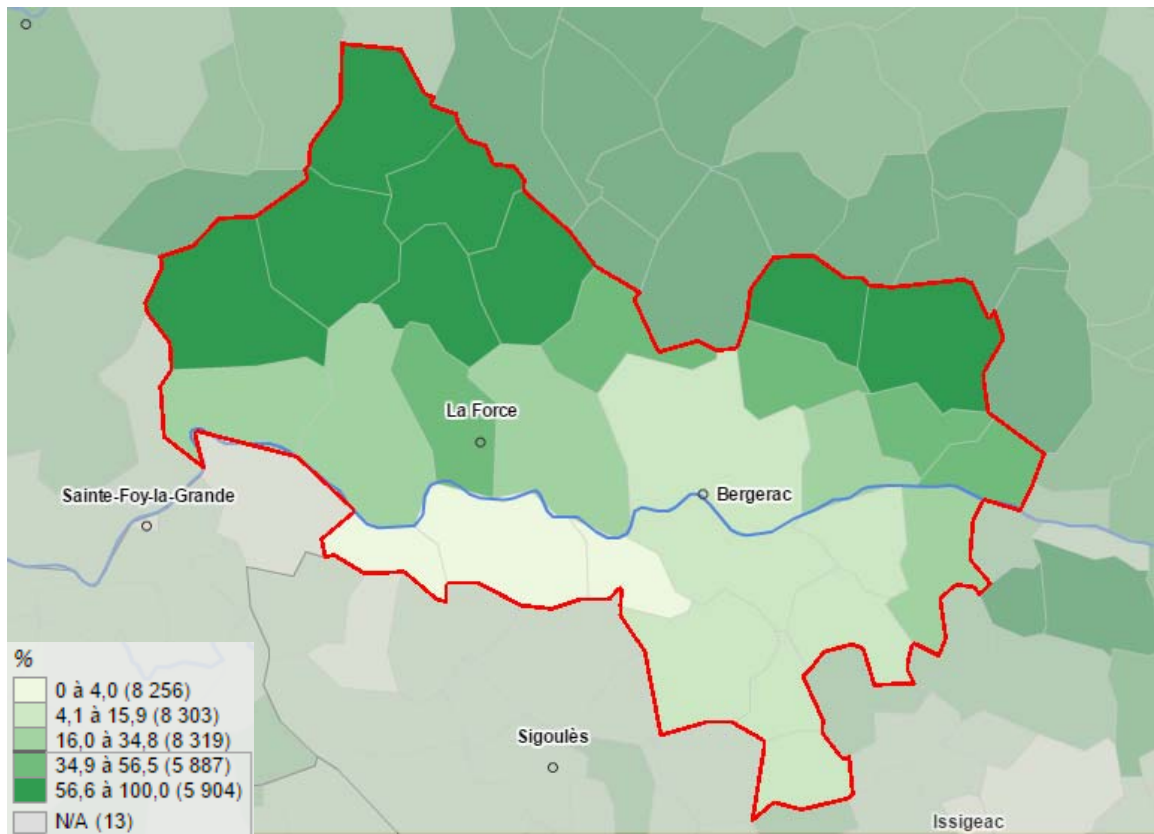 La Force
Sainte-Foy-la-Grande
Bergerac
Sigoulès
Issigeac
%
0 à 4,0 (8 256)
4,1 à 15,9 (8 303)
16,0 à 34,8 (8 319)
34,9 à 56,5 (5 887)
56,6 à 100,0 (5 904)
N/A (13)